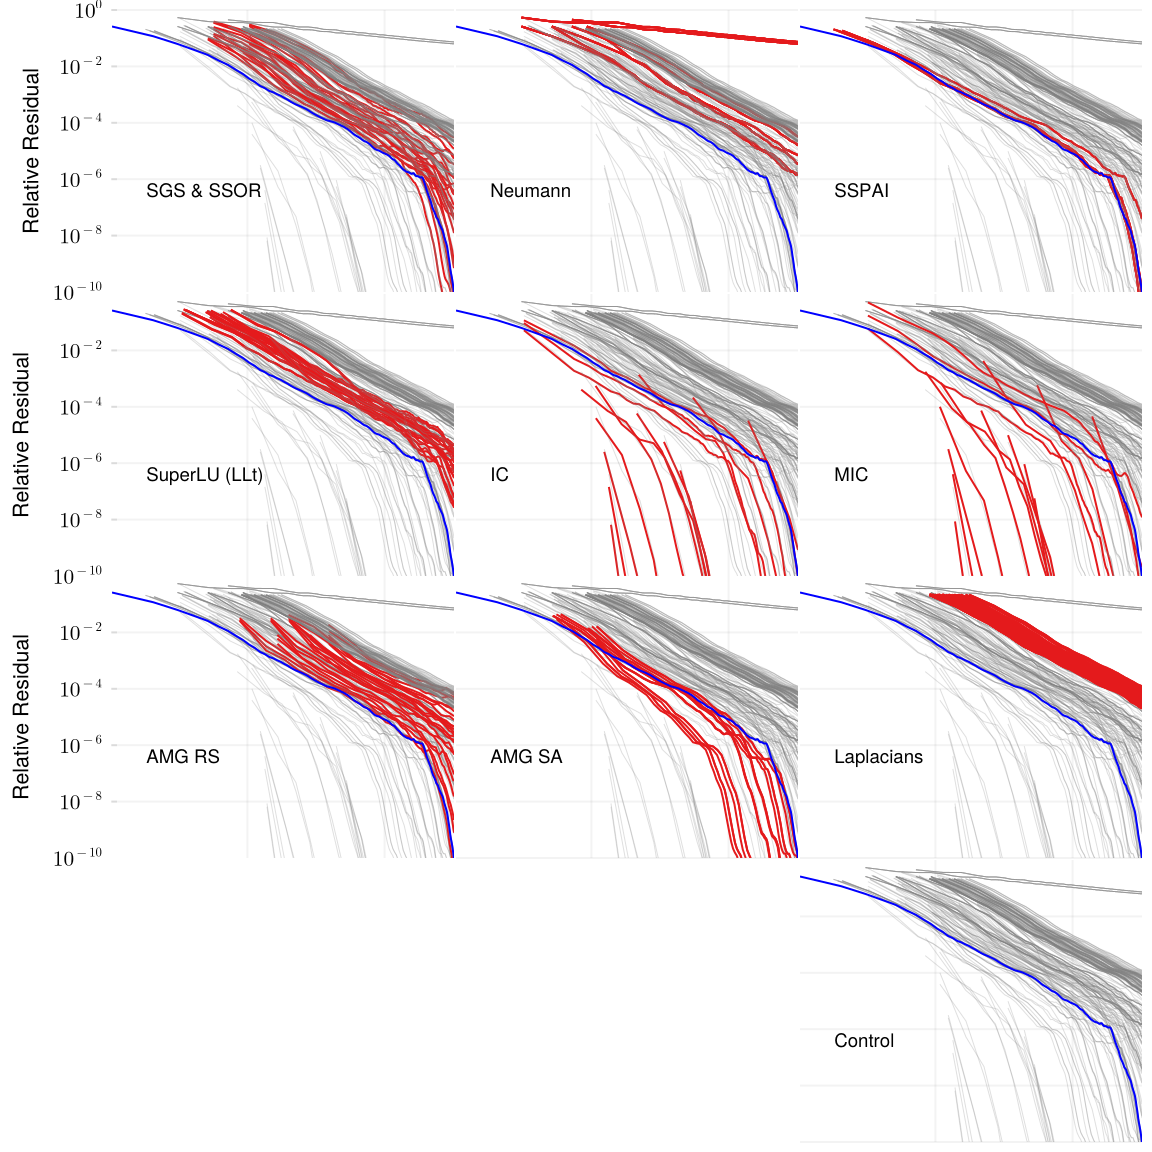 10⁰
10⁻²
10⁻⁴
10⁻⁶
10⁻⁸
10⁻¹⁰
Relative Residual
SGS & SSOR
Neumann
SSPAI
10⁻²
10⁻⁴
10⁻⁶
10⁻⁸
10⁻¹⁰
Relative Residual
SuperLU (LLt)
IC
MIC
10⁻²
10⁻⁴
10⁻⁶
10⁻⁸
10⁻¹⁰
Relative Residual
AMG RS
AMG SA
Laplacians
Control